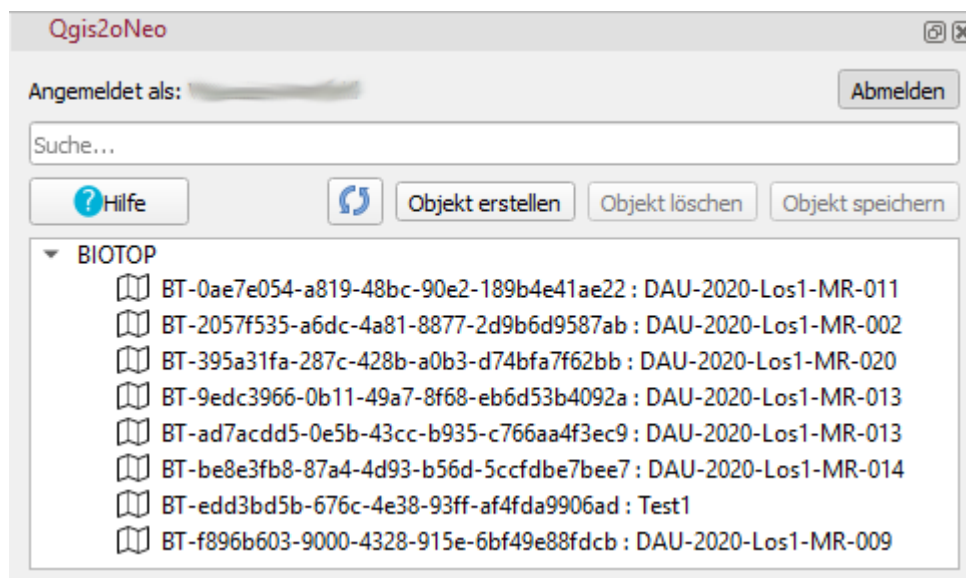 Qgis2oNeo
Angemeldet als:
Abmelden
Suche...
Hilfe
Objekt erstellen
Objekt löschen
Objekt speichern
BIOTOP
BT-0ae7e054-a819-48bc-90e2-189b4e41ae22 : DAU-2020-Los1-MR-011
BT-2057f535-a6dc-4a81-8877-2d9b6d9587ab : DAU-2020-Los1-MR-002
BT-395a31fa-287c-428b-a0b3-d74bfa7f62bb : DAU-2020-Los1-MR-020
BT-9edc3966-0b11-49a7-8f68-eb6d53b4092a : DAU-2020-Los1-MR-013
BT-ad7acdd5-0e5b-43cc-b935-c766aa4f3ec9 : DAU-2020-Los1-MR-013
BT-be8e3fb8-87a4-4d93-b56d-5ccfdbe7bee7 : DAU-2020-Los1-MR-014
BT-edd3bd5b-676c-4e38-93ff-af4fda9906ad : Test1
BT-f896b603-9000-4328-915e-6bf49e88fdcb : DAU-2020-Los1-MR-009